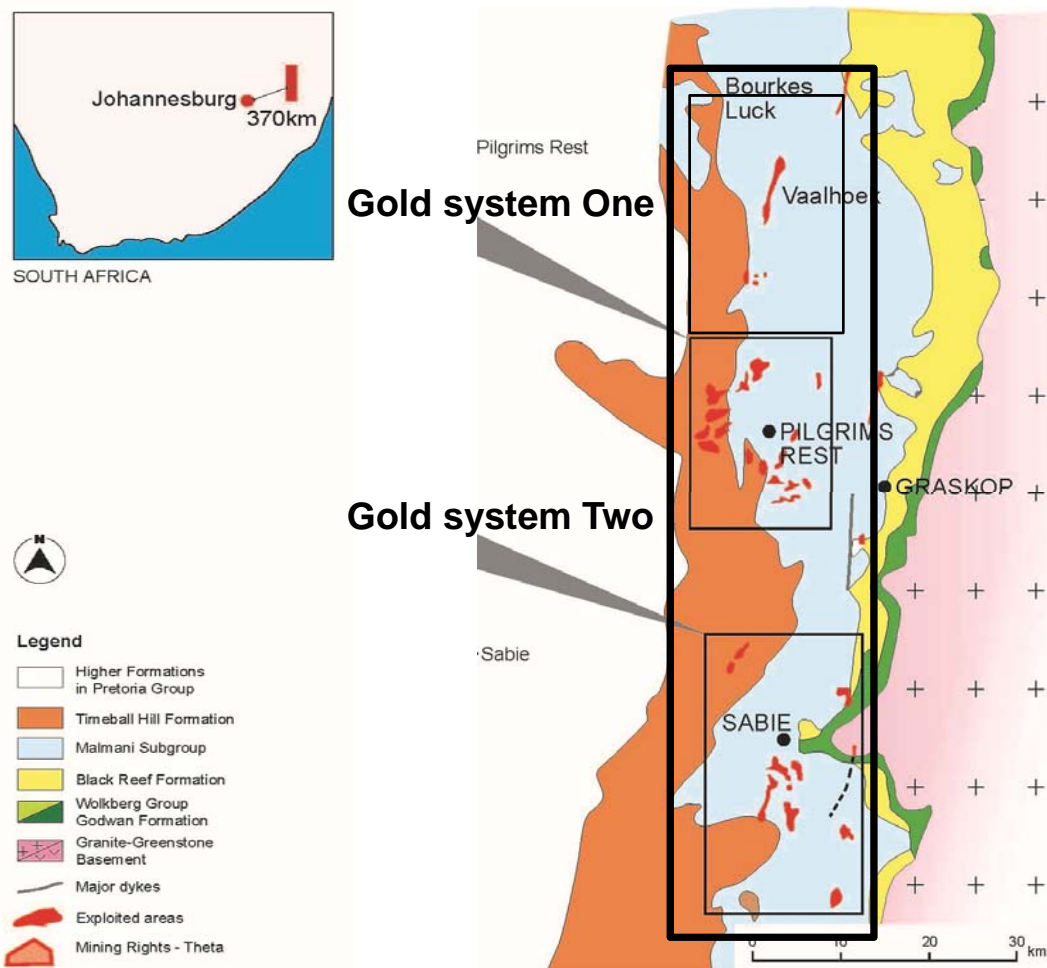 Johannesburg
370km
SOUTH AFRICA
Bourkes
Luck
Pilgrims Rest
Vaalhoek
Gold system One
PILGRIMS
REST
GRASKOP
Gold system Two
Sabie
SABIE
N
Legend
Higher Formations
in Pretoria Group
Timeball Hill Formation
Malmani Subgroup
Black Reef Formation
Wolkberg Group
Godwan Formation
Granite-Greenstone
Basement
Major dykes
Exploited areas
Mining Rights - Theta
0 10 20 30
km